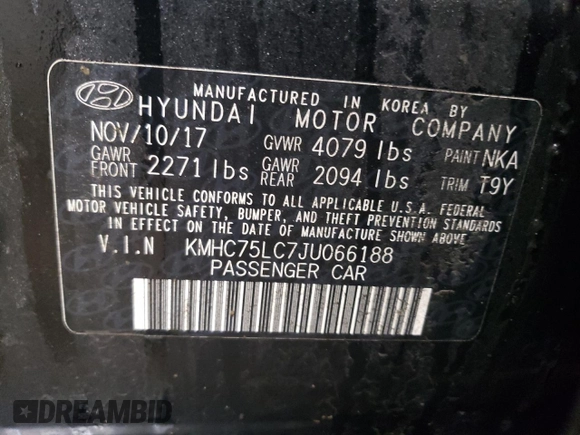 MANUFACTURED IN KOREA BY
HYUNDAI MOTOR COMPANY
NOV/10/17 GVWR 4079 lbs PAINT NKA
GAWR FRONT 2271 lbs GAWR REAR 2094 lbs TRIM T9Y
THIS VEHICLE CONFORMS TO ALL APPLICABLE U.S.A. FEDERAL
MOTOR VEHICLE SAFETY, BUMPER, AND THEFT PREVENTION STANDARDS
IN EFFECT ON THE DATE OF MANUFACTURE SHOWN ABOVE
V.I.N KMHC75LC7JU066188
PASSENGER CAR
DREAMBID